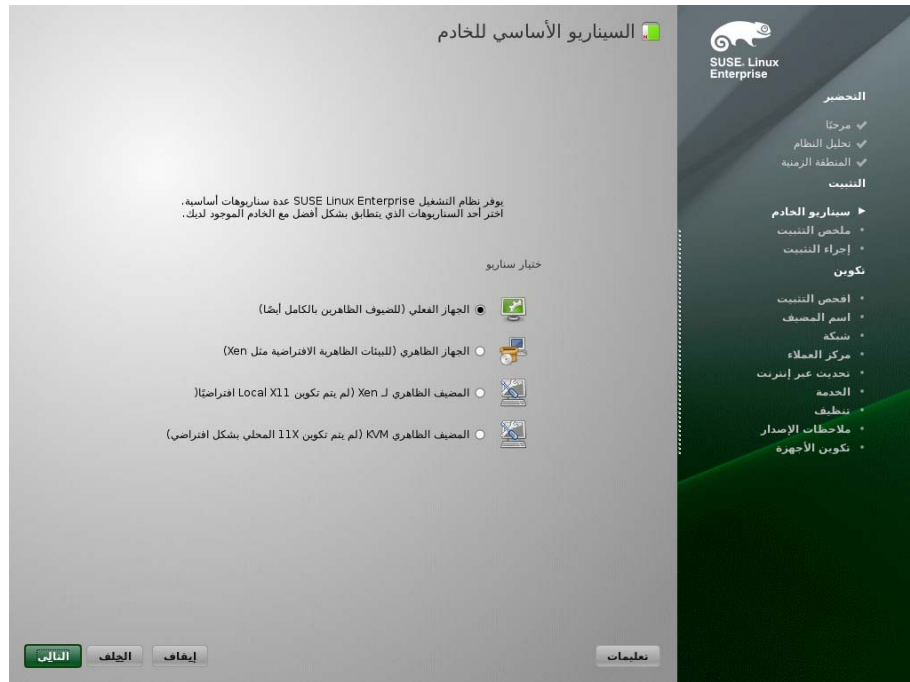 السيناريو الأساسي للخادم
SUSE. Linux
Enterprise
التحضير
مرحبًا
تحليل النظام
المنطقة الزمنية
التثبيت
سيناريو الخادم
ملخص التثبيت
إجراء التثبيت
تكوين
افحص التثبيت
اسم المضيف
شبكة
مركز العملاء
تحديث عبر إنترنت
الخدمة
تنظيف
ملاحظات الإصدار
تكوين الأجهزة
يوفر نظام التشغيل SUSE Linux Enterprise عدة سناريوهات أساسية.
اختر أحد السناريوهات الذي يتطابق بشكل أفضل مع الخادم الموجود لديك.
ختيار سناريو
الجهاز الفعلي (للضيوف الظاهرين بالكامل أيضًا)
الجهاز الظاهري (للبيئات الظاهرية الافتراضية مثل Xen)
المضيف الظاهري لـ Xen (لم يتم تكوين Local X11 افتراضيًا(
المضيف الظاهري KVM (لم يتم تكوين 11X المحلي بشكل افتراضي)
تعليمات
إيقاف
الخلف
التالي